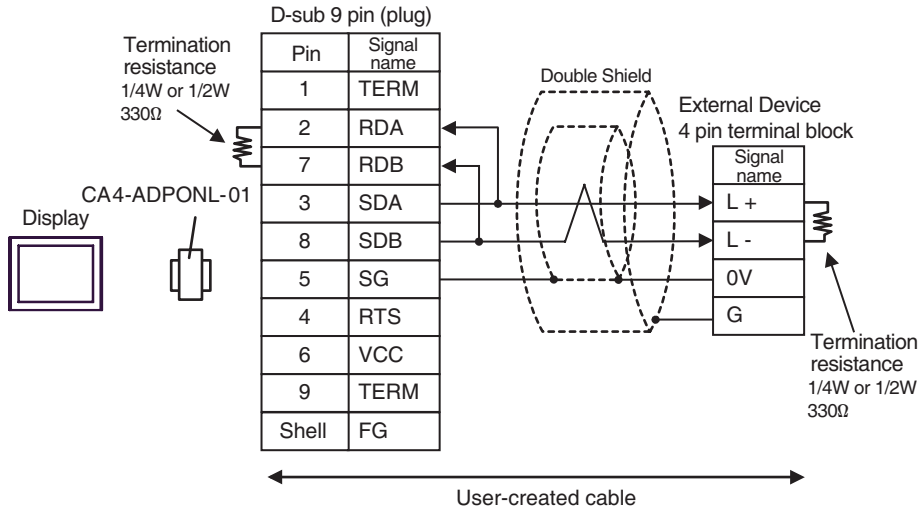 D-sub 9 pin (plug)
Termination
resistance
1/4W or 1/2W
330Ω
Pin Signal name
1 TERM
2 RDA
7 RDB
3 SDA
8 SDB
5 SG
4 RTS
6 VCC
9 TERM
Shell FG
CA4-ADPONL-01
Display
Double Shield
External Device
4 pin terminal block
Signal
name
L +
L -
0V
G
Termination
resistance
1/4W or 1/2W
330Ω
User-created cable